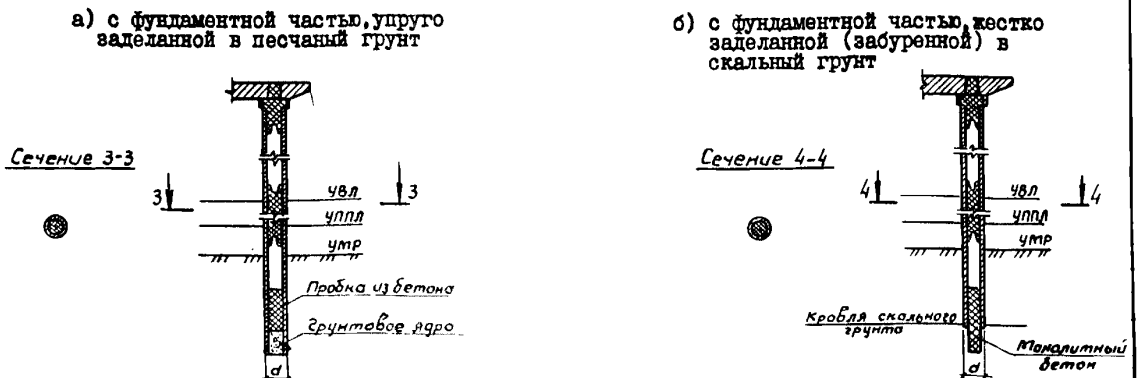 а) с фундаментной частью, упруго
заделанной в песчаный грунт
Сечение 3-3
3
3
УВЛ
УППЛ
УМР
Пробка из бетона
Грунтовое ядро
d
б) с фундаментной частью, жестко
заделанной (забуренной) в
скальный грунт
Сечение 4-4
4
4
УВЛ
УППЛ
УМР
кровля скального
грунта
Монолитный
бетон
d